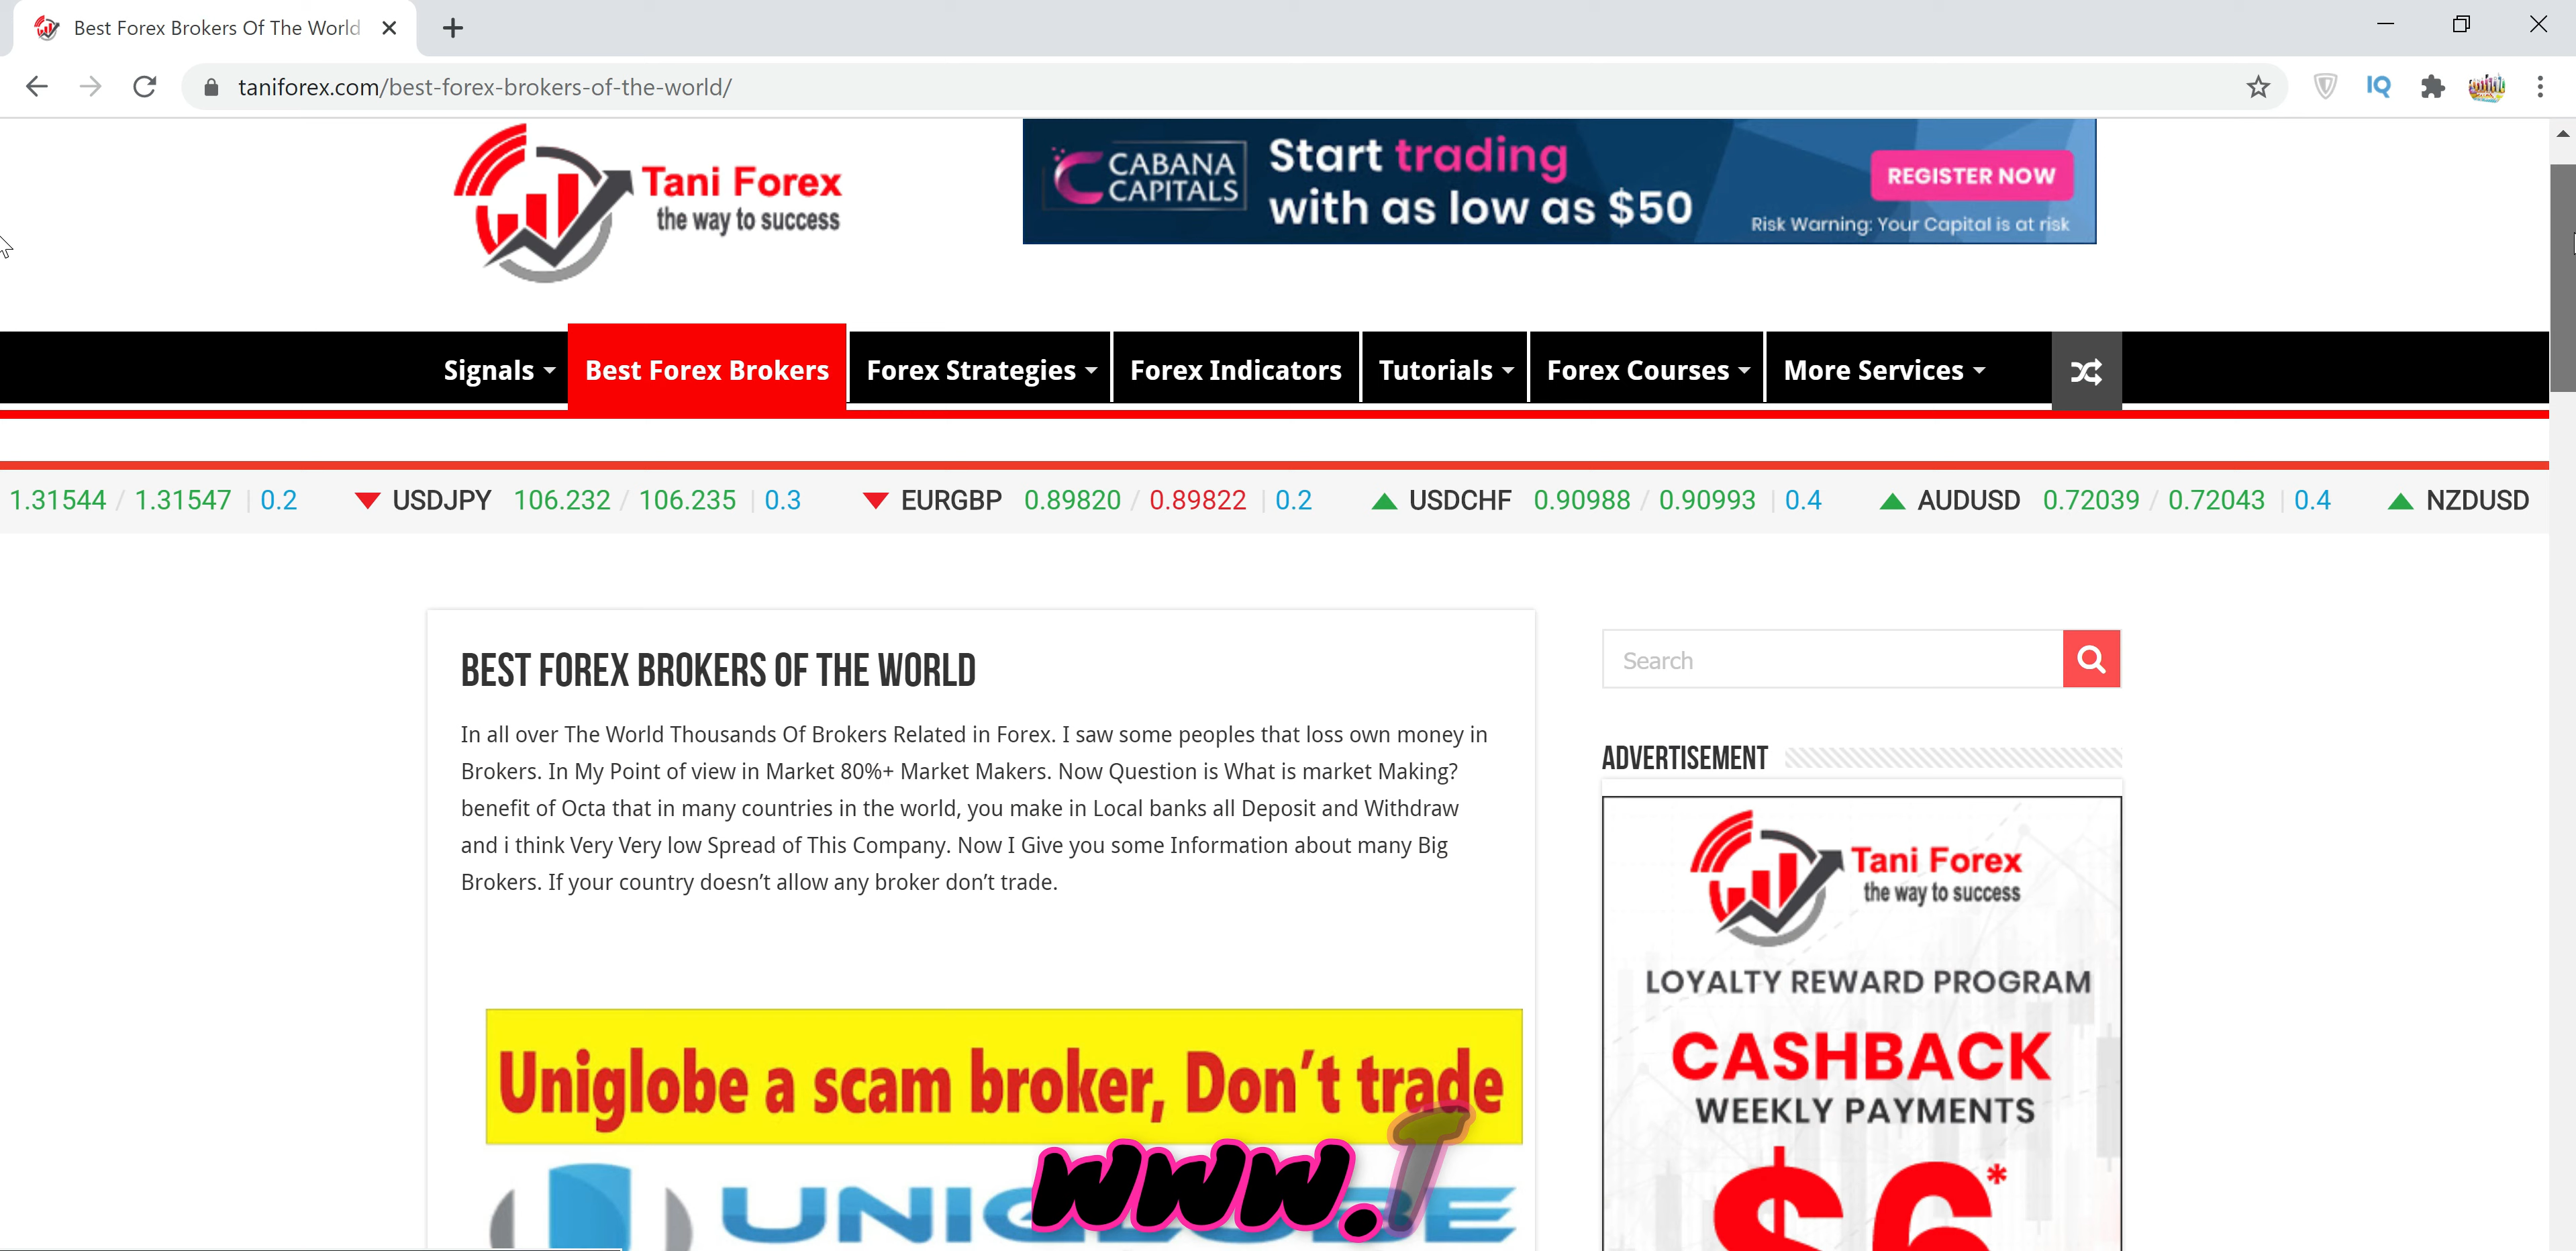 Best Forex Brokers Of The World
taniforex.com/best-forex-brokers-of-the-world/
IQ
Tani Forex
the way to success
CABANA
CAPITALS
Start trading
with as low as $50
REGISTER NOW
Risk Warning: Your Capital is at risk
Signals
Best Forex Brokers
Forex Strategies
Forex Indicators
Tutorials
Forex Courses
More Services
1.31544 / 1.31547 | 0.2 USDJPY 106.232 / 106.235 | 0.3 EURGBP 0.89820 / 0.89822 | 0.2 USDCHF 0.90988 / 0.90993 | 0.4 AUDUSD 0.72039 / 0.72043 | 0.4 NZDUSD
BEST FOREX BROKERS OF THE WORLD
In all over The World Thousands Of Brokers Related in Forex. I saw some peoples that loss own money in
Brokers. In My Point of view in Market 80%+ Market Makers. Now Question is What is market Making?
benefit of Octa that in many countries in the world, you make in Local banks all Deposit and Withdraw
and i think Very Very low Spread of This Company. Now I Give you some Information about many Big
Brokers. If your country doesn't allow any broker don't trade.
Uniglobe a scam broker, Don't trade
UNIGLOBE
www.T
Search
ADVERTISEMENT
Tani Forex
the way to success
LOYALTY REWARD PROGRAM
CASHBACK
WEEKLY PAYMENTS
$6*